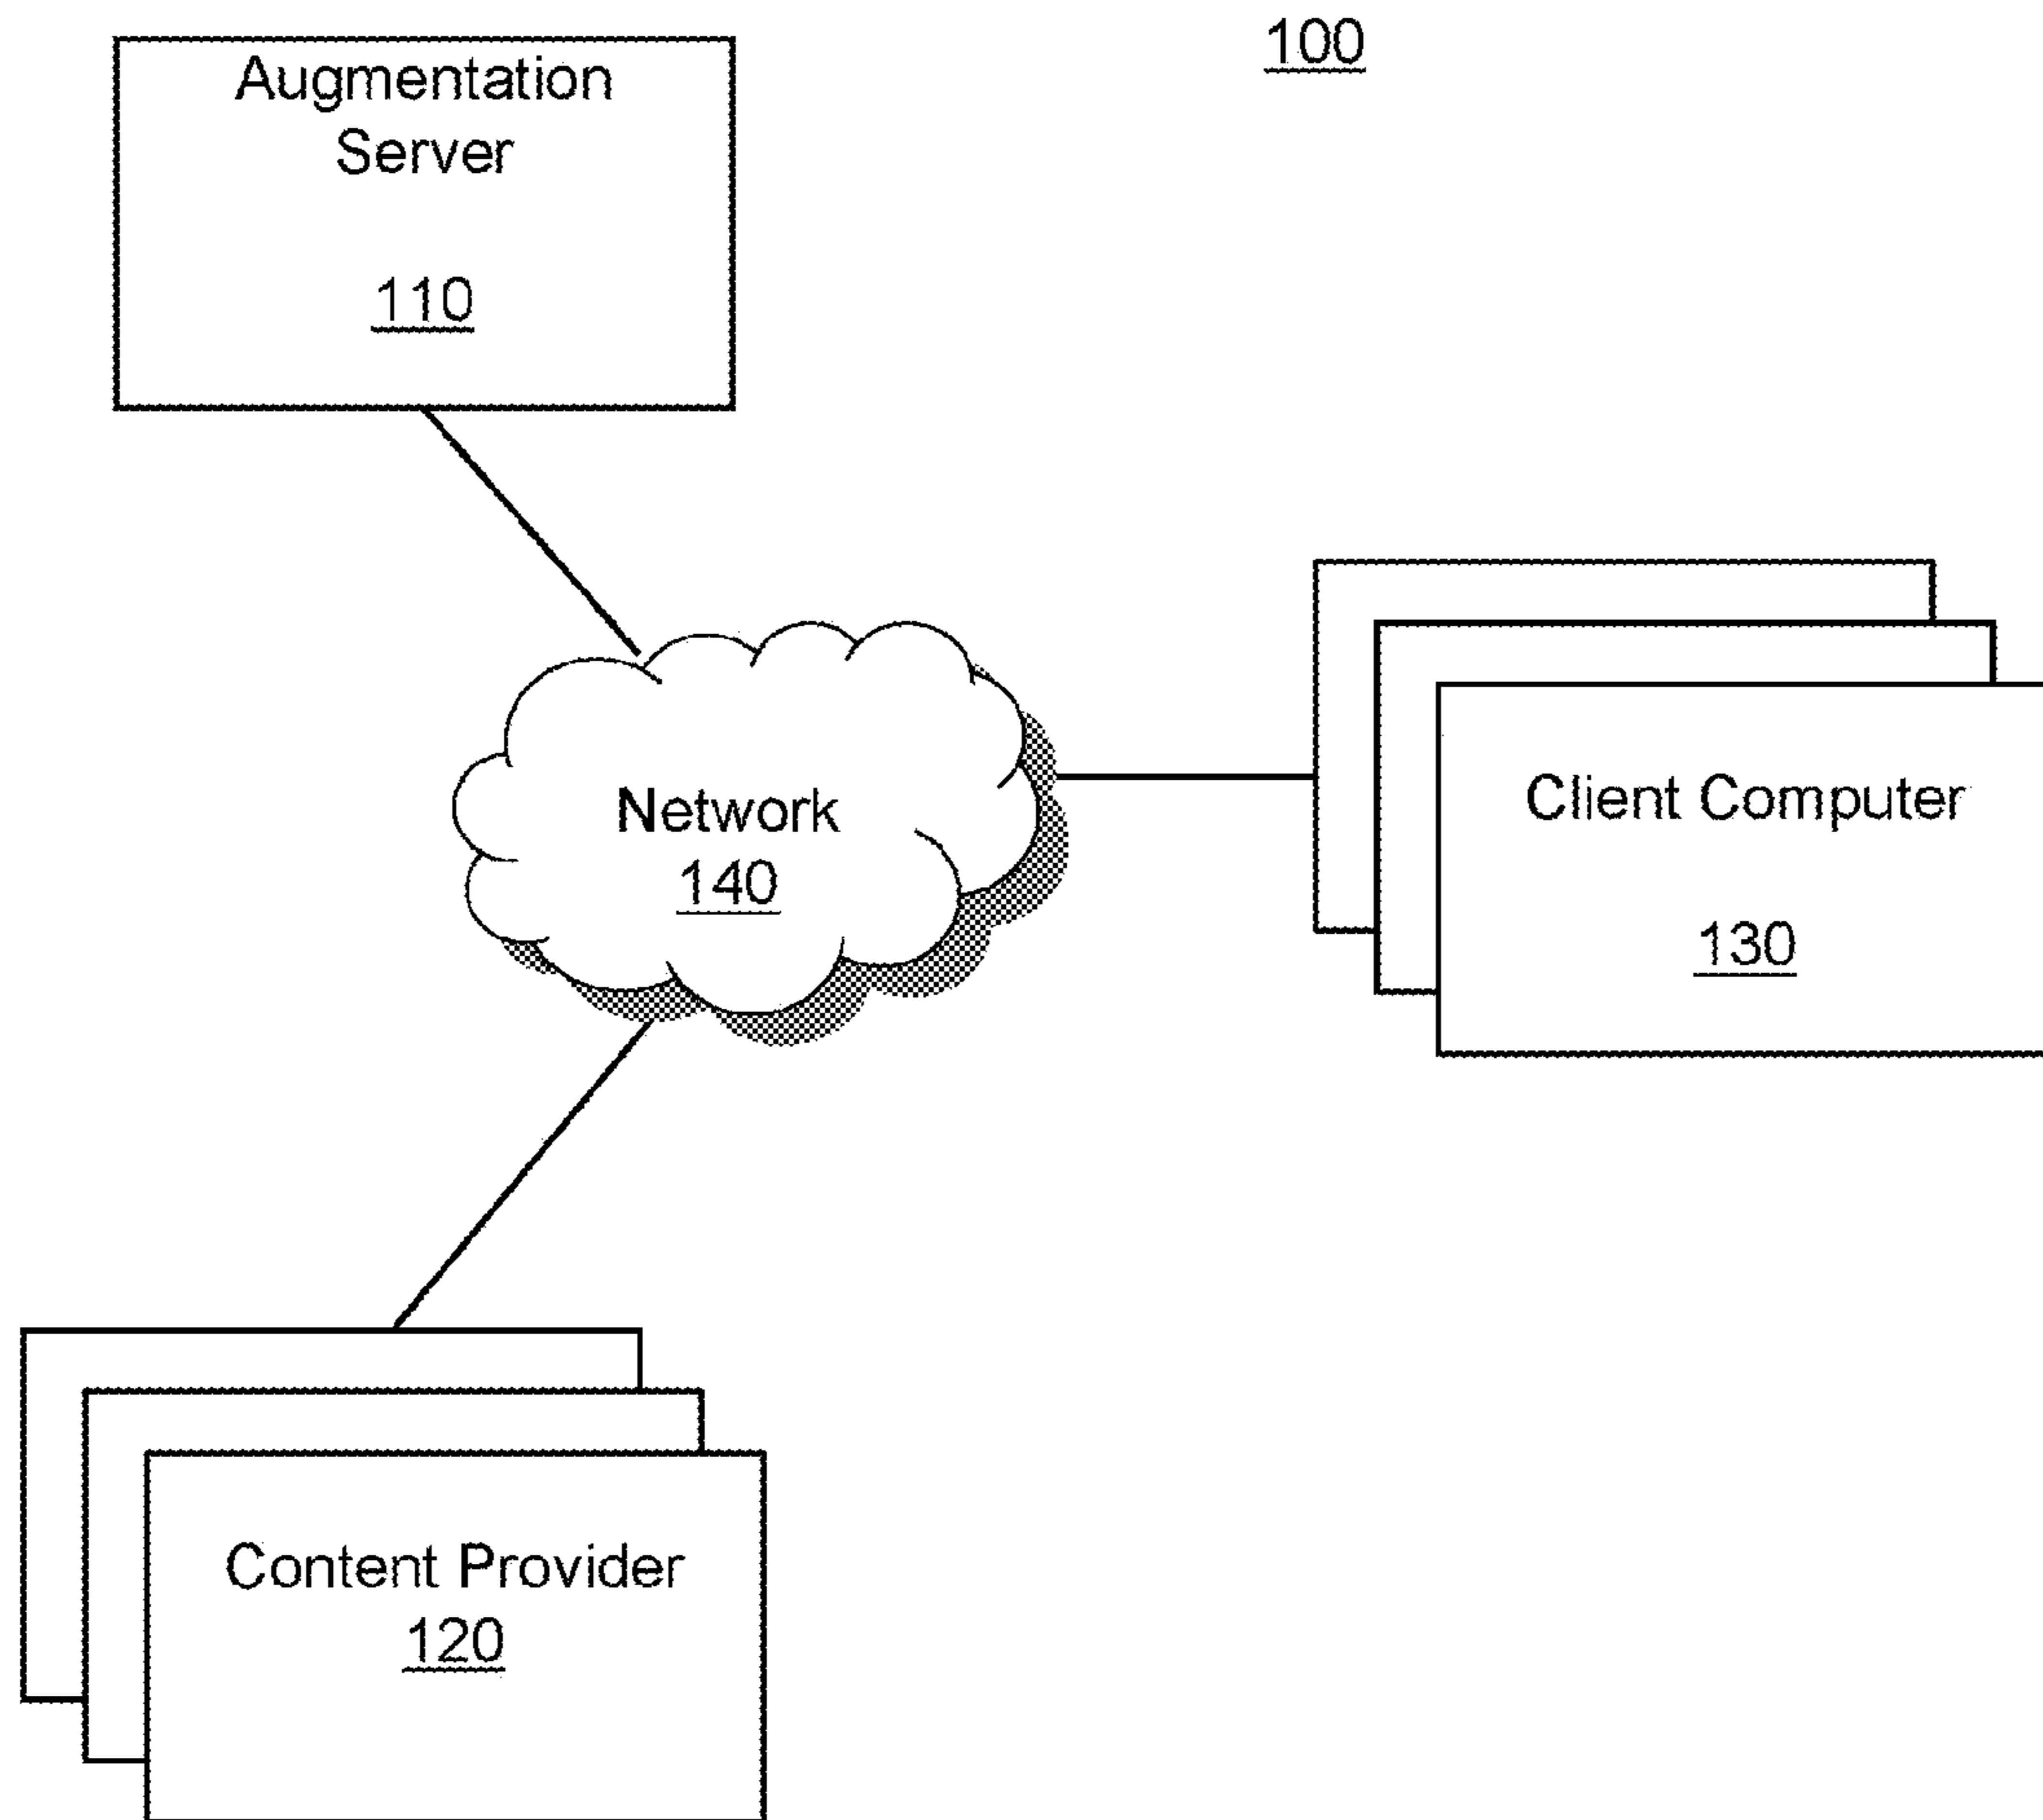 100
Augmentation
Server
110
Network
140
Client Computer
130
Content Provider
120